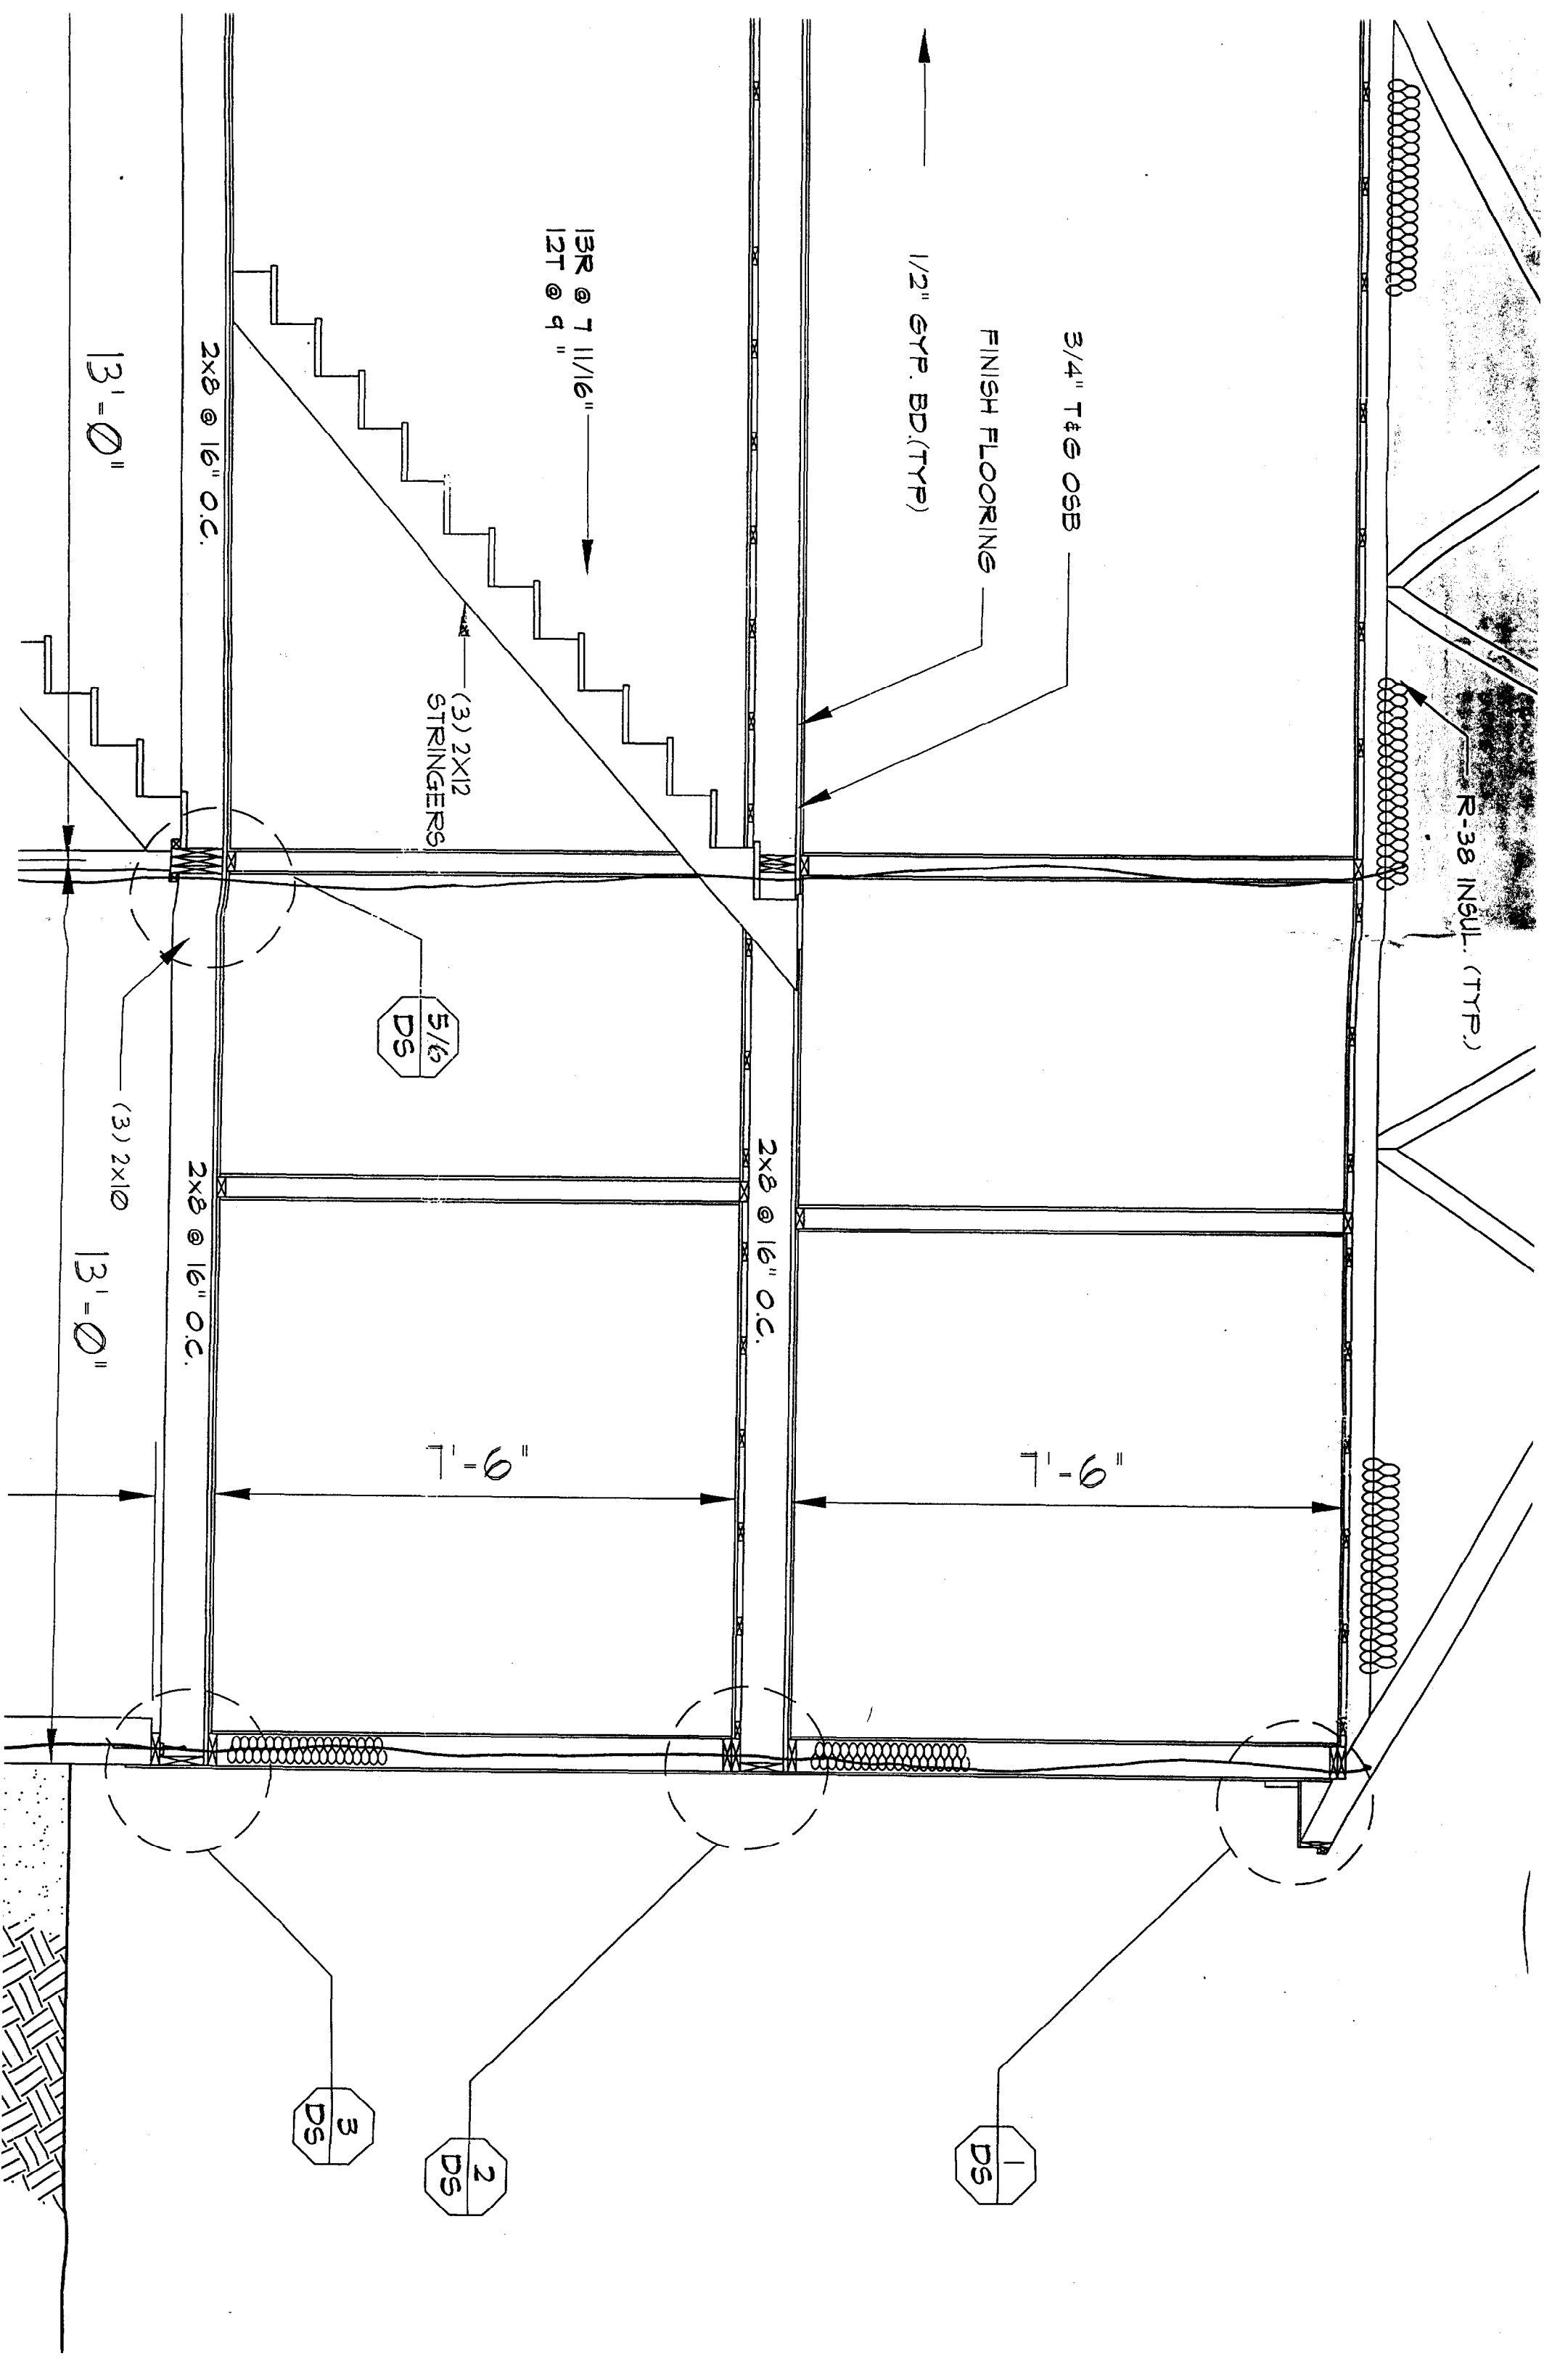 R-38 INSUL. (TYP.)
3/4" T&G OSB
FINISH FLOORING
1/2" GYP. BD.(TYP)
7'-6"
1
DS
2x8 @ 16" O.C.
13R @ 7 11/16"
12T @ 9 "
(3) 2X12
STRINGERS
5/6
DS
7'-6"
2
DS
2x8 @ 16" O.C.
2x8 @ 16" O.C.
3
DS
(3) 2x10
13'-0"
13'-0"